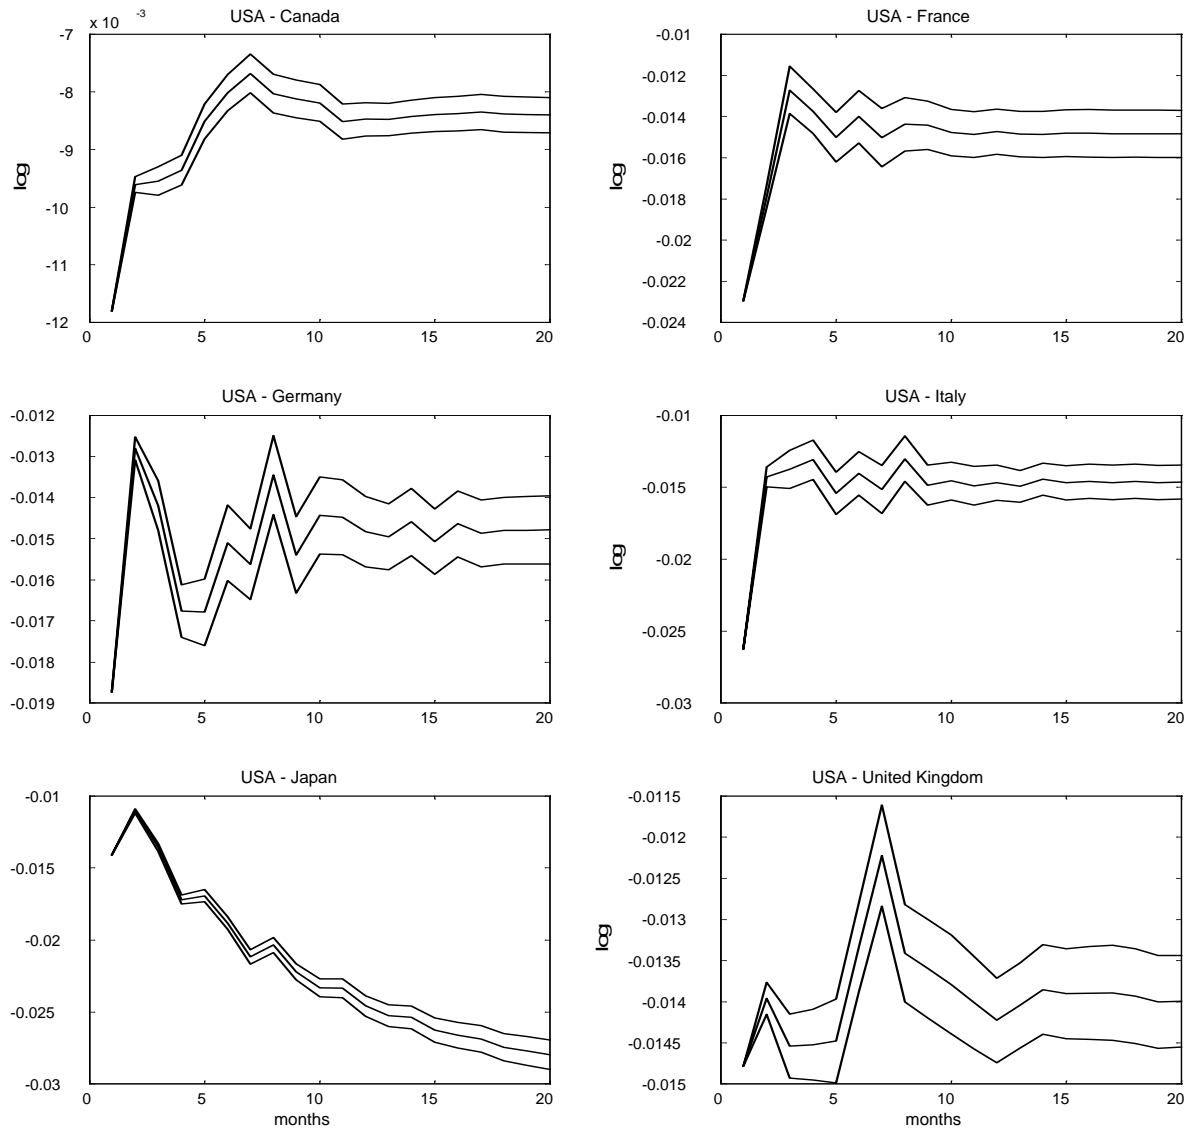 x 10 -3
USA - Canada
-7
-8
-9
-10
-11
-12
log
0 5 10 15 20
USA - France
-0.01
-0.012
-0.014
-0.016
-0.018
-0.02
-0.022
-0.024
log
0 5 10 15 20
USA - Germany
-0.012
-0.013
-0.014
-0.015
-0.016
-0.017
-0.018
-0.019
0 5 10 15 20
USA - Italy
-0.01
-0.015
-0.02
-0.025
-0.03
log
0 5 10 15 20
USA - Japan
-0.01
-0.015
-0.02
-0.025
-0.03
0 5 10 15 20
months
USA - United Kingdom
-0.0115
-0.012
-0.0125
-0.013
-0.0135
-0.014
-0.0145
-0.015
log
0 5 10 15 20
months